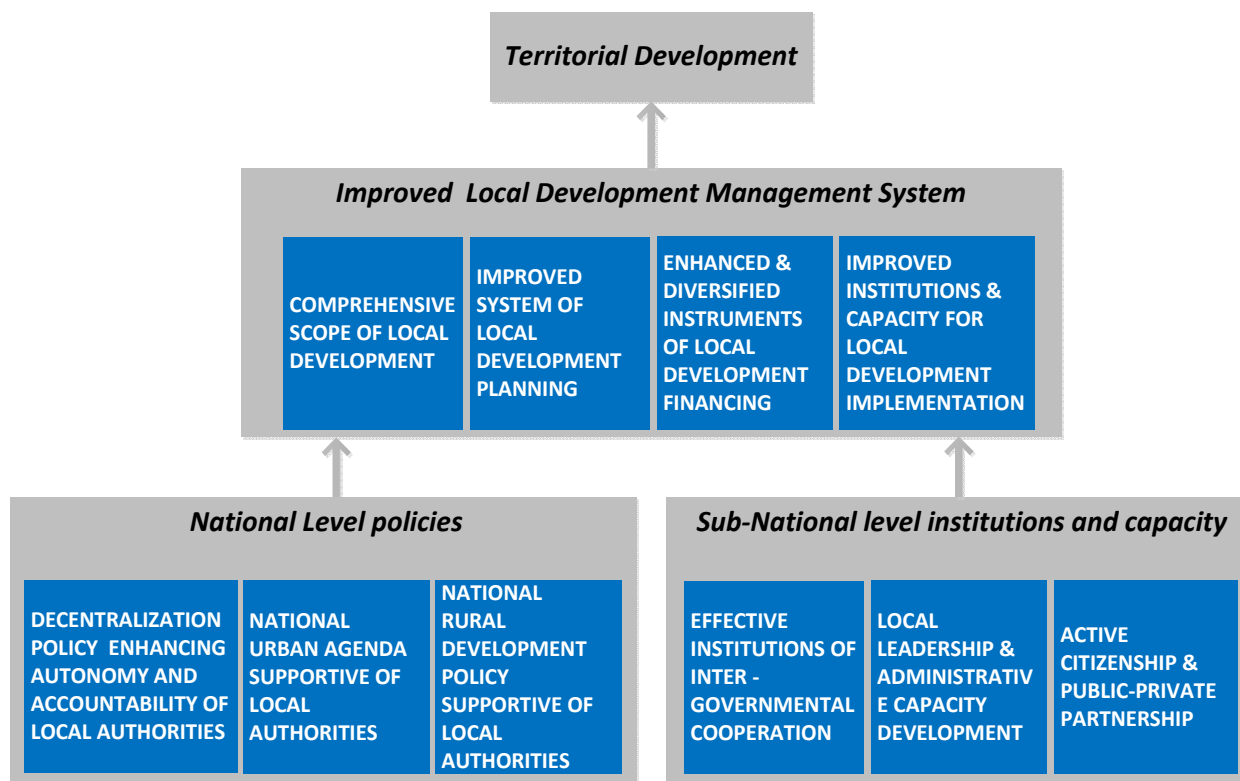 Territorial Development
Improved  Local Development Management System
COMPREHENSIVE
SCOPE OF LOCAL
DEVELOPMENT
IMPROVED
SYSTEM OF
LOCAL
DEVELOPMENT
PLANNING
ENHANCED &
DIVERSIFIED
INSTRUMENTS
OF LOCAL
DEVELOPMENT
FINANCING
IMPROVED
INSTITUTIONS &
CAPACITY FOR
LOCAL
DEVELOPMENT
IMPLEMENTATION
National Level policies
DECENTRALIZATION
POLICY  ENHANCING
AUTONOMY AND
ACCOUNTABILITY OF
LOCAL AUTHORITIES
NATIONAL
URBAN AGENDA
SUPPORTIVE OF
LOCAL
AUTHORITIES
NATIONAL
RURAL
DEVELOPMENT
POLICY
SUPPORTIVE OF
LOCAL
AUTHORITIES
Sub-National level institutions and capacity
EFFECTIVE
INSTITUTIONS OF
INTER -
GOVERNMENTAL
COOPERATION
LOCAL
LEADERSHIP &
ADMINISTRATIV
E CAPACITY
DEVELOPMENT
ACTIVE
CITIZENSHIP &
PUBLIC-PRIVATE
PARTNERSHIP